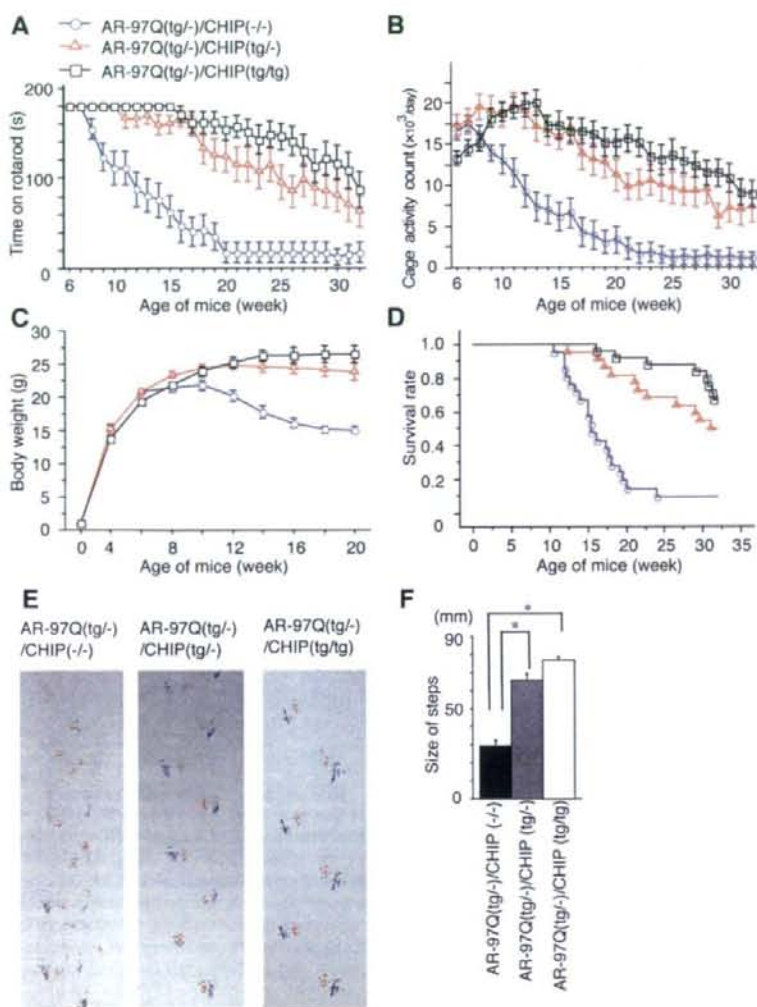 A
AR-97Q(tg/-)/CHIP(-/-)
AR-97Q(tg/-)/CHIP(tg/-)
AR-97Q(tg/-)/CHIP(tg/tg)
Time on rotarod (s)
200
100
0
6 10 15 20 25 30
Age of mice (week)
B
Cage activity count (×10³/day)
25
20
15
10
5
0
6 10 15 20 25 30
Age of mice (week)
C
Body weight (g)
30
25
20
15
10
5
0
0 4 8 12 16 20
Age of mice (week)
D
Survival rate
1.0
0.8
0.6
0.4
0.2
0
0 5 10 15 20 25 30 35
Age of mice (week)
E
AR-97Q(tg/-)
/CHIP(-/-)
AR-97Q(tg/-)
/CHIP(tg/-)
AR-97Q(tg/-)
/CHIP(tg/tg)
F
(mm)
Size of steps
90
50
0
*
*
AR-97Q(tg/-)/CHIP (-/-)
AR-97Q(tg/-)/CHIP (tg/-)
AR-97Q(tg/-)/CHIP (tg/tg)